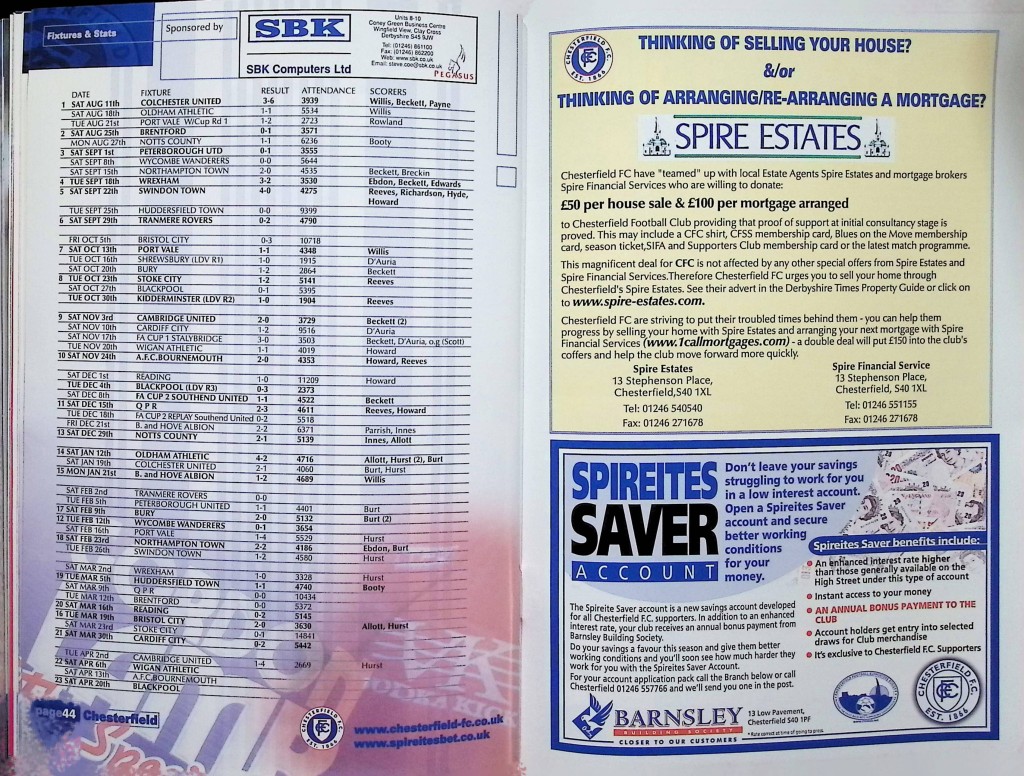 Fixtures & Stats
Sponsored by
SBK
SBK Computers Ltd
Units 8-10
Coney Green Business Centre
Wingfield View, Clay Cross
Derbyshire S45 9JW
Tel: (01246) 861100
Fax: (01246) 862200
Web: www.sbk.co.uk
Email: steve.coe@sbk.co.uk
PEGASUS
DATE FIXTURE RESULT ATTENDANCE SCORERS
1 SAT AUG 11th COLCHESTER UNITED 3-6 3939 Willis, Beckett, Payne
SAT AUG 18th OLDHAM ATHLETIC 1-1 5534 Willis
TUE AUG 21st PORT VALE W/Cup Rd 1 1-2 2723 Rowland
2 SAT AUG 25th BRENTFORD 0-1 3571
MON AUG 27th NOTTS COUNTY 1-1 6236 Booty
3 SAT SEPT 1st PETERBOROUGH UTD 0-1 3555
SAT SEPT 8th WYCOMBE WANDERERS 0-0 5644
SAT SEPT 15th NORTHAMPTON TOWN 2-0 4535 Beckett, Breckin
4 TUE SEPT 18th WREXHAM 3-2 3530 Ebdon, Beckett, Edwards
5 SAT SEPT 22th SWINDON TOWN 4-0 4275 Reeves, Richardson, Hyde,
Howard
TUE SEPT 25th HUDDERSFIELD TOWN 0-0 9399
6 SAT SEPT 29th TRANMERE ROVERS 0-2 4790
FRI OCT 5th BRISTOL CITY 0-3 10718
7 SAT OCT 13th PORT VALE 1-1 4348 Willis
TUE OCT 16th SHREWSBURY (LDV R1) 1-0 1915 D'Auria
SAT OCT 20th BURY 1-2 2864 Beckett
8 TUE OCT 23th STOKE CITY 1-2 5141 Reeves
SAT OCT 27th BLACKPOOL 0-1 5395
TUE OCT 30th KIDDERMINSTER (LDV R2) 1-0 1904 Reeves
9 SAT NOV 3rd CAMBRIDGE UNITED 2-0 3729 Beckett (2)
SAT NOV 10th CARDIFF CITY 1-2 9516 D'Auria
SAT NOV 17th FA CUP 1 STALYBRIDGE 3-0 3503 Beckett, D'Auria, o.g (Scott)
TUE NOV 20th WIGAN ATHLETIC 1-1 4019 Howard
10 SAT NOV 24th A.F.C.BOURNEMOUTH 2-0 4353 Howard, Reeves
SAT DEC 1st READING 1-0 11209 Howard
TUE DEC 4th BLACKPOOL (LDV R3) 0-3 2373
SAT DEC 8th FA CUP 2 SOUTHEND UNITED 1-1 4522 Beckett
11 SAT DEC 15th Q P R 2-3 4611 Reeves, Howard
TUE DEC 18th FA CUP 2 REPLAY Southend United 0-2 5518
FRI DEC 21st B. and HOVE ALBION 2-2 6371 Parrish, Innes
13 SAT DEC 29th NOTTS COUNTY 2-1 5139 Innes, Allott
14 SAT JAN 12th OLDHAM ATHLETIC 4-2 4716 Allott, Hurst (2), Burt
SAT JAN 19th COLCHESTER UNITED 2-1 4060 Burt, Hurst
15 MON JAN 21st B. and HOVE ALBION 1-2 4689 Willis
SAT FEB 2nd TRANMERE ROVERS 0-0
TUE FEB 5th PETERBOROUGH UNITED 1-1 4401 Burt
17 SAT FEB 9th BURY 2-0 5132 Burt (2)
12 TUE FEB 12th WYCOMBE WANDERERS 0-1 3654
SAT FEB 16th PORT VALE 1-4 5529 Hurst
18 SAT FEB 23rd NORTHAMPTON TOWN 2-2 4186 Ebdon, Burt
TUE FEB 26th SWINDON TOWN 1-2 4580 Hurst
SAT MAR 2nd WREXHAM 1-0 3328 Hurst
19 TUE MAR 5th HUDDERSFIELD TOWN 1-1 4740 Booty
SAT MAR 9th Q P R 0-0 10434
TUE MAR 12th BRENTFORD 0-0 5372
20 SAT MAR 16th READING 0-2 5145
16 TUE MAR 19th BRISTOL CITY 2-0 3630 Allott, Hurst
SAT MAR 23rd STOKE CITY 0-1 14841
21 SAT MAR 30th CARDIFF CITY 0-2 5442
TUE APR 2nd CAMBRIDGE UNITED 1-4 2669 Hurst
22 SAT APR 6th WIGAN ATHLETIC
SAT APR 13th A.F.C.BOURNEMOUTH
23 SAT APR 20th BLACKPOOL
page44 Chesterfield
www.chesterfield-fc.co.uk
www.spireitesbet.co.uk
CHESTERFIELD F.C.
EST. 1866
THINKING OF SELLING YOUR HOUSE?
&/or
THINKING OF ARRANGING/RE-ARRANGING A MORTGAGE?
SPIRE ESTATES
Chesterfield FC have "teamed" up with local Estate Agents Spire Estates and mortgage brokers
Spire Financial Services who are willing to donate:
£50 per house sale & £100 per mortgage arranged
to Chesterfield Football Club providing that proof of support at initial consultancy stage is
proved. This may include a CFC shirt, CFSS membership card, Blues on the Move membership
card, season ticket,SIFA and Supporters Club membership card or the latest match programme.
This magnificent deal for CFC is not affected by any other special offers from Spire Estates and
Spire Financial Services.Therefore Chesterfield FC urges you to sell your home through
Chesterfield's Spire Estates. See their advert in the Derbyshire Times Property Guide or click on
to www.spire-estates.com.
Chesterfield FC are striving to put their troubled times behind them - you can help them
progress by selling your home with Spire Estates and arranging your next mortgage with Spire
Financial Services (www.1callmortgages.com) - a double deal will put £150 into the club's
coffers and help the club move forward more quickly.
Spire Estates
13 Stephenson Place,
Chesterfield,S40 1XL
Tel: 01246 540540
Fax: 01246 271678
Spire Financial Service
13 Stephenson Place,
Chesterfield, S40 1XL
Tel: 01246 551155
Fax: 01246 271678
SPIREITES
SAVER
ACCOUNT
Don't leave your savings
struggling to work for you
in a low interest account.
Open a Spireites Saver
account and secure
better working
conditions
for your
money.
Spireites Saver benefits include:
An enhanced interest rate higher
than those generally available on the
High Street under this type of account
Instant access to your money
AN ANNUAL BONUS PAYMENT TO THE
CLUB
Account holders get entry into selected
draws for Club merchandise
It's exclusive to Chesterfield F.C. Supporters
The Spireite Saver account is a new savings account developed
for all Chesterfield F.C. supporters. In addition to an enhanced
interest rate, your club receives an annual bonus payment from
Barnsley Building Society.
Do your savings a favour this season and give them better
working conditions and you'll soon see how much harder they
work for you with the Spireites Saver Account.
For your account application pack call the Branch below or call
Chesterfield 01246 557766 and we'll send you one in the post.
BARNSLEY
BUILDING SOCIETY
CLOSER TO OUR CUSTOMERS
13 Low Pavement,
Chesterfield S40 1PF
* Rate correct at time of going to press.
CHESTERFIELD F.C.
EST. 1866